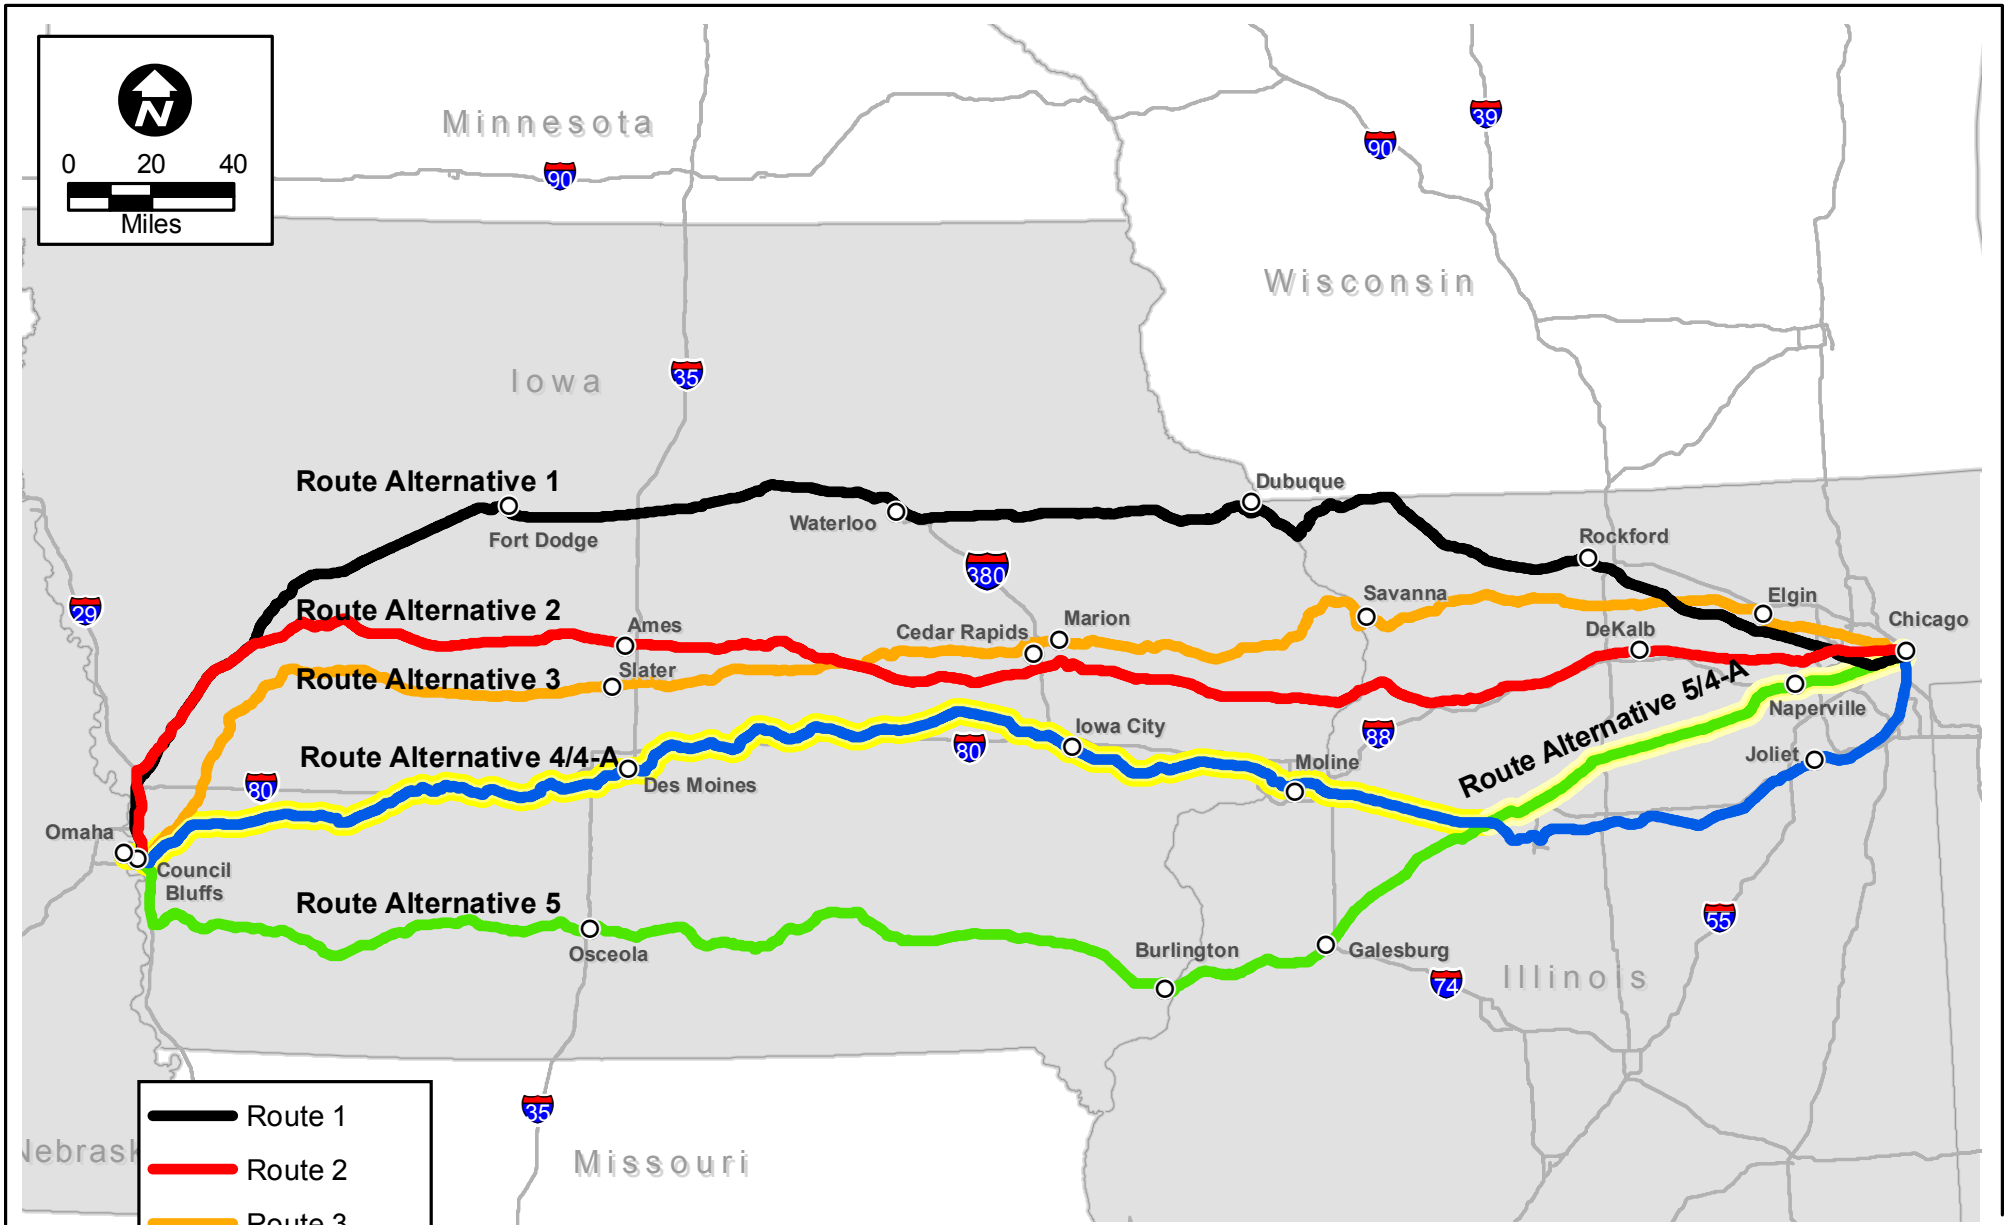 N
0 20 40
Miles
Minnesota
90
90
39
Wisconsin
Iowa
35
Route Alternative 1
Fort Dodge
Waterloo
Dubuque
Rockford
380
29
Route Alternative 2
Ames
Cedar Rapids
Marion
Savanna
Elgin
DeKalb
Chicago
Route Alternative 3
Slater
Route Alternative 5/4-A
Naperville
Iowa City
88
80
Route Alternative 4/4-A
Des Moines
Moline
Joliet
80
Omaha
Council
Bluffs
Route Alternative 5
Osceola
Burlington
Galesburg
55
74
Illinois
Route 1
35
Nebrask
Missouri
Route 2
Route 3